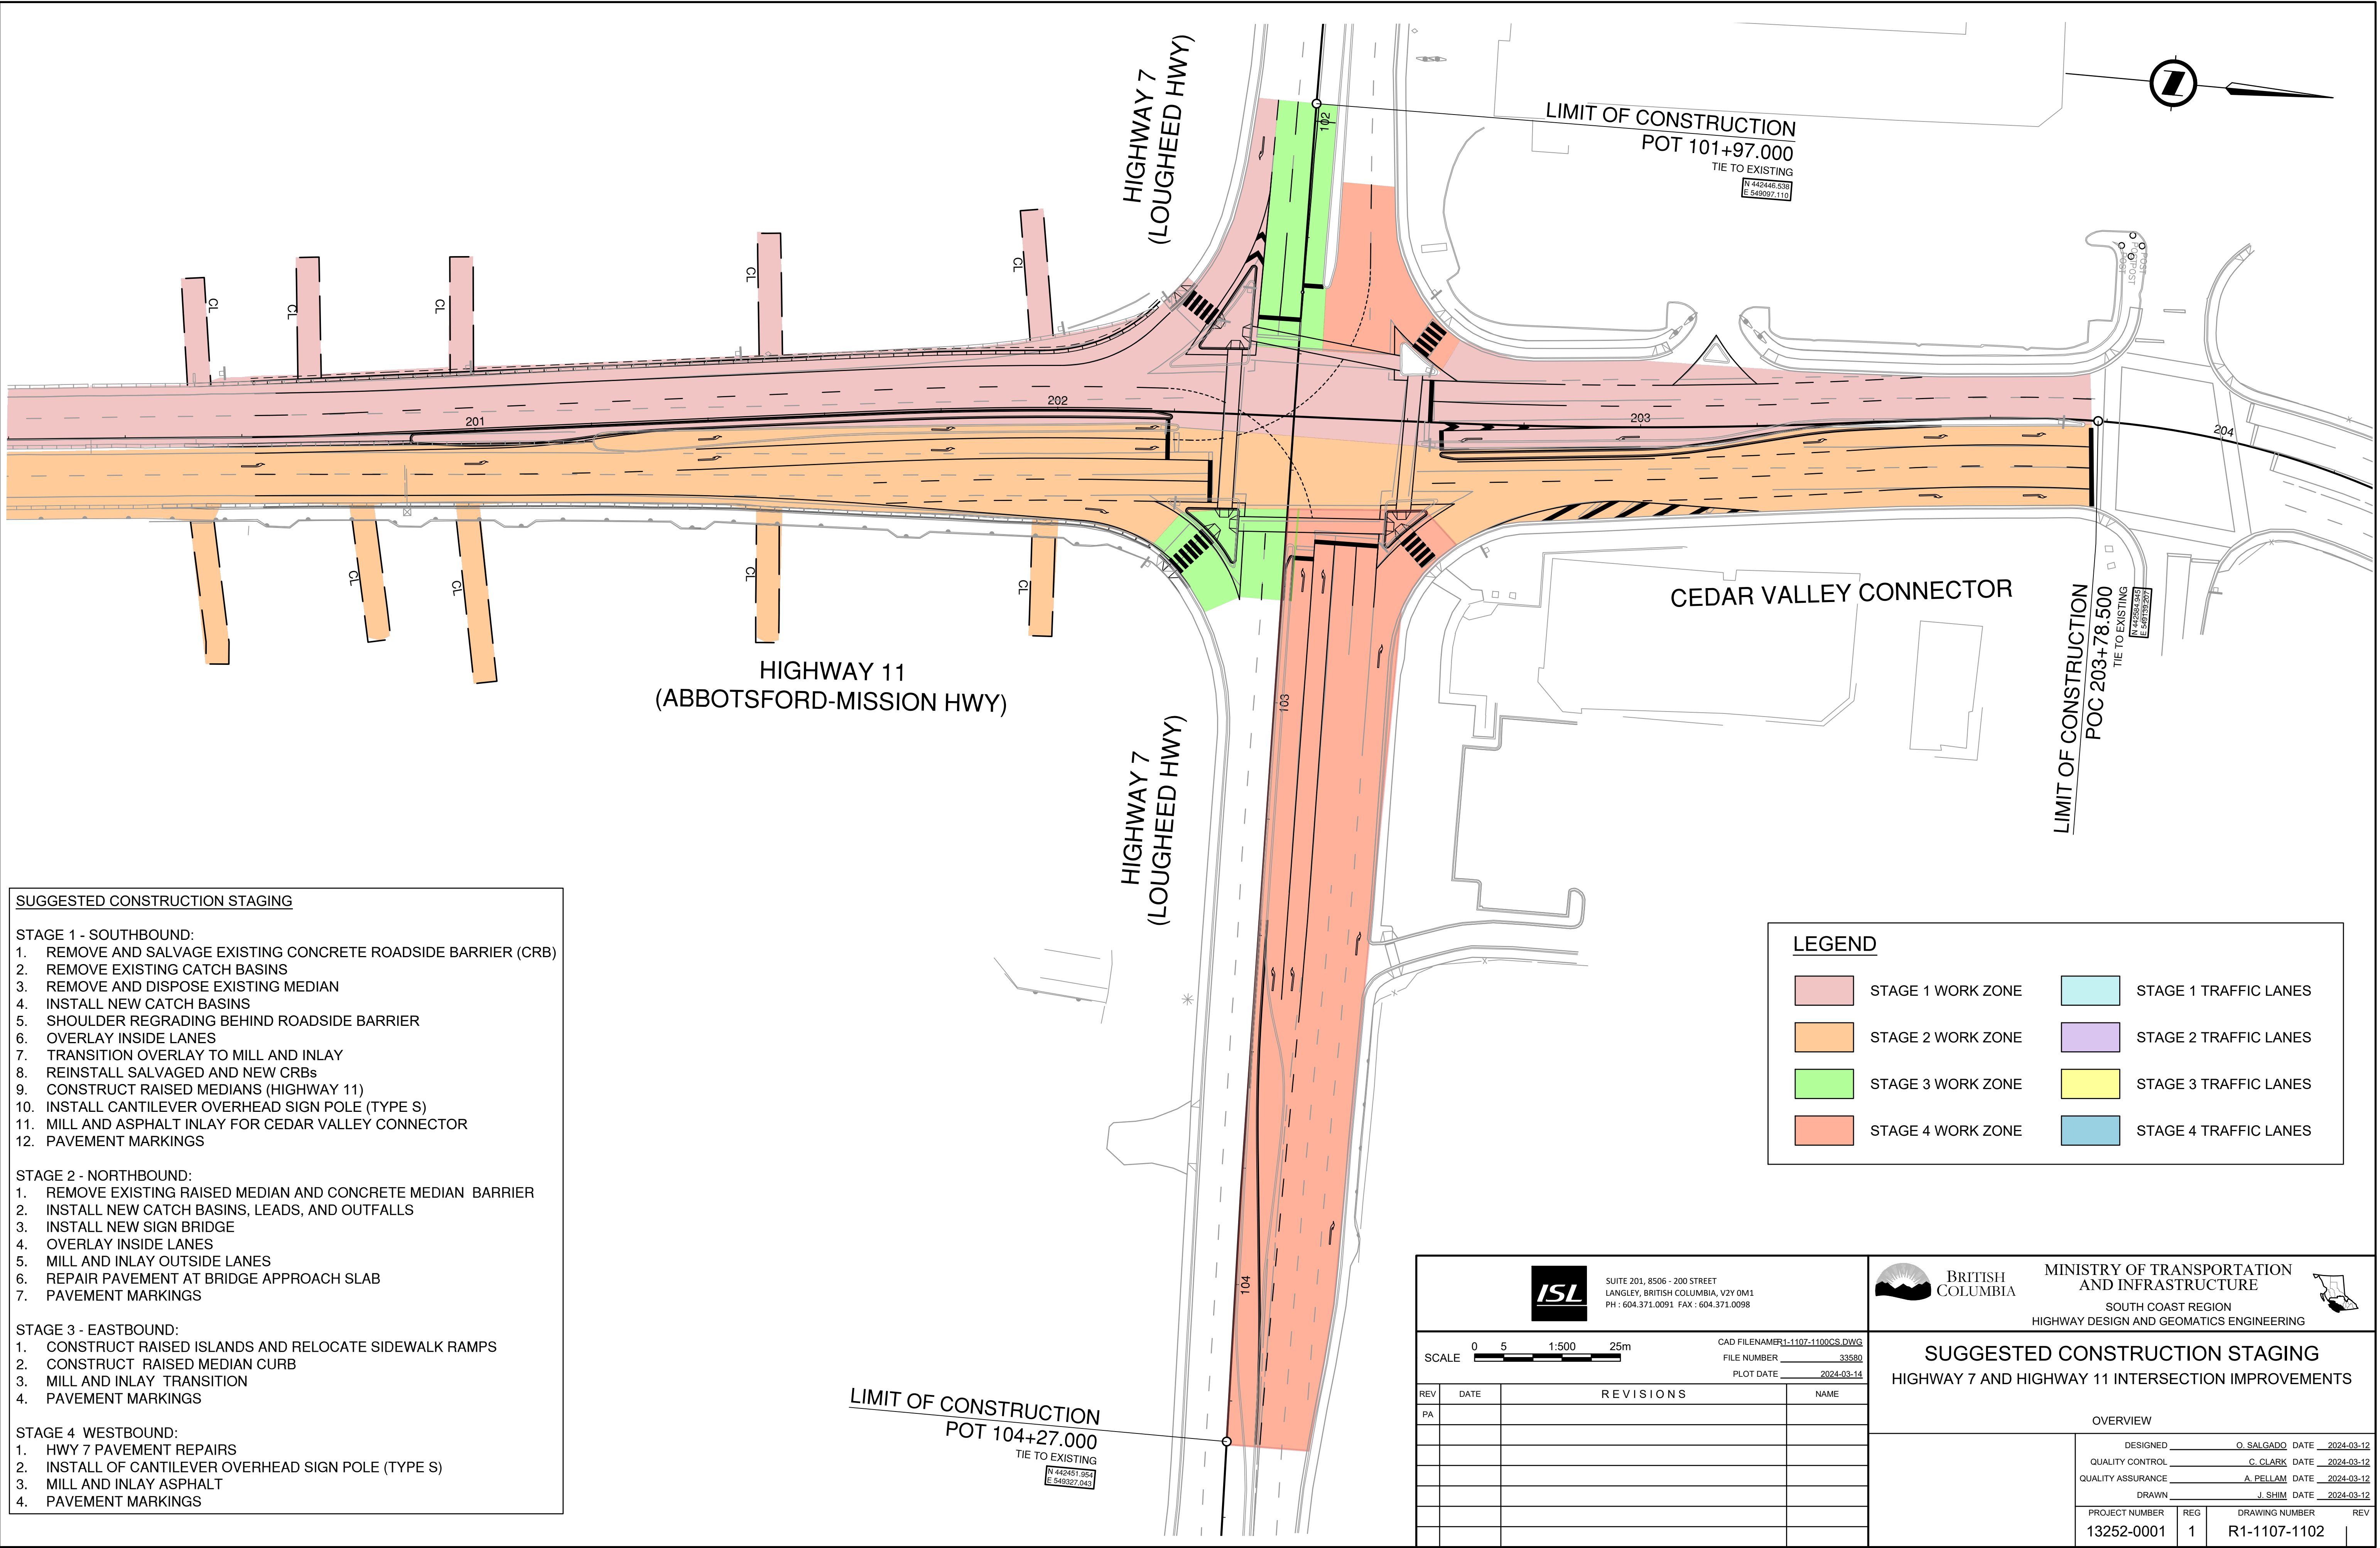 HIGHWAY 7
(LOUGHEED HWY)
102
LIMIT OF CONSTRUCTION
POT 101+97.000
TIE TO EXISTING
N 442446.538
E 549097.110
CL
CL
CL
CL
CL
POST
POST
POST
POST
201
202
203
204
CL
CL
CL
CL
HIGHWAY 11
(ABBOTSFORD-MISSION HWY)
CEDAR VALLEY CONNECTOR
LIMIT OF CONSTRUCTION
POC 203+78.500
TIE TO EXISTING
N 442584.945
E 549139.207
103
HIGHWAY 7
(LOUGHEED HWY)
104
LIMIT OF CONSTRUCTION
POT 104+27.000
TIE TO EXISTING
N 442451.954
E 549327.043
SUGGESTED CONSTRUCTION STAGING
STAGE 1 - SOUTHBOUND:
1. REMOVE AND SALVAGE EXISTING CONCRETE ROADSIDE BARRIER (CRB)
2. REMOVE EXISTING CATCH BASINS
3. REMOVE AND DISPOSE EXISTING MEDIAN
4. INSTALL NEW CATCH BASINS
5. SHOULDER REGRADING BEHIND ROADSIDE BARRIER
6. OVERLAY INSIDE LANES
7. TRANSITION OVERLAY TO MILL AND INLAY
8. REINSTALL SALVAGED AND NEW CRBs
9. CONSTRUCT RAISED MEDIANS (HIGHWAY 11)
10. INSTALL CANTILEVER OVERHEAD SIGN POLE (TYPE S)
11. MILL AND ASPHALT INLAY FOR CEDAR VALLEY CONNECTOR
12. PAVEMENT MARKINGS
STAGE 2 - NORTHBOUND:
1. REMOVE EXISTING RAISED MEDIAN AND CONCRETE MEDIAN BARRIER
2. INSTALL NEW CATCH BASINS, LEADS, AND OUTFALLS
3. INSTALL NEW SIGN BRIDGE
4. OVERLAY INSIDE LANES
5. MILL AND INLAY OUTSIDE LANES
6. REPAIR PAVEMENT AT BRIDGE APPROACH SLAB
7. PAVEMENT MARKINGS
STAGE 3 - EASTBOUND:
1. CONSTRUCT RAISED ISLANDS AND RELOCATE SIDEWALK RAMPS
2. CONSTRUCT RAISED MEDIAN CURB
3. MILL AND INLAY TRANSITION
4. PAVEMENT MARKINGS
STAGE 4 WESTBOUND:
1. HWY 7 PAVEMENT REPAIRS
2. INSTALL OF CANTILEVER OVERHEAD SIGN POLE (TYPE S)
3. MILL AND INLAY ASPHALT
4. PAVEMENT MARKINGS
LEGEND
STAGE 1 WORK ZONE STAGE 1 TRAFFIC LANES
STAGE 2 WORK ZONE STAGE 2 TRAFFIC LANES
STAGE 3 WORK ZONE STAGE 3 TRAFFIC LANES
STAGE 4 WORK ZONE STAGE 4 TRAFFIC LANES
ISL
SUITE 201, 8506 - 200 STREET
LANGLEY, BRITISH COLUMBIA, V2Y 0M1
PH : 604.371.0091 FAX : 604.371.0098
BRITISH
COLUMBIA
MINISTRY OF TRANSPORTATION
AND INFRASTRUCTURE
SOUTH COAST REGION
HIGHWAY DESIGN AND GEOMATICS ENGINEERING
SCALE 0 5 1:500 25m
CAD FILENAME R1-1107-1100CS.DWG
FILE NUMBER 33580
PLOT DATE 2024-03-14
REV DATE REVISIONS NAME
PA
SUGGESTED CONSTRUCTION STAGING
HIGHWAY 7 AND HIGHWAY 11 INTERSECTION IMPROVEMENTS
OVERVIEW
DESIGNED O. SALGADO DATE 2024-03-12
QUALITY CONTROL C. CLARK DATE 2024-03-12
QUALITY ASSURANCE A. PELLAM DATE 2024-03-12
DRAWN J. SHIM DATE 2024-03-12
PROJECT NUMBER REG DRAWING NUMBER REV
13252-0001 1 R1-1107-1102